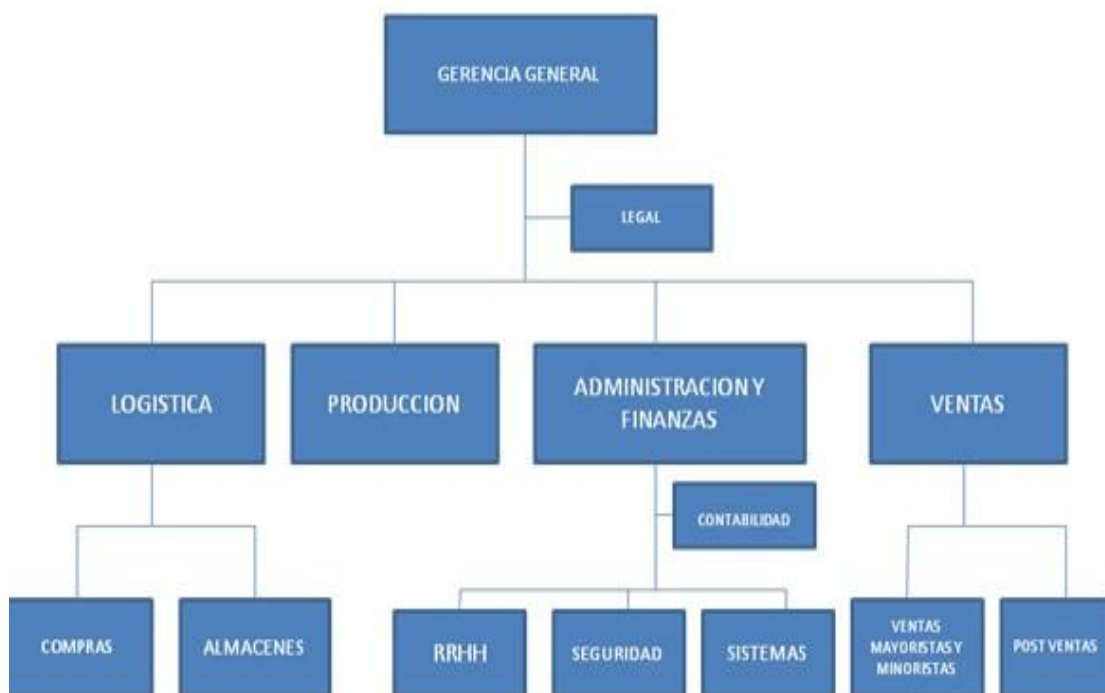 GERENCIA GENERAL
LEGAL
LOGISTICA
PRODUCCION
ADMINISTRACION Y
FINANZAS
VENTAS
CONTABILIDAD
COMPRAS
ALMACENES
RRHH
SEGURIDAD
SISTEMAS
VENTAS
MAYORISTAS Y
MINORISTAS
POST VENTAS